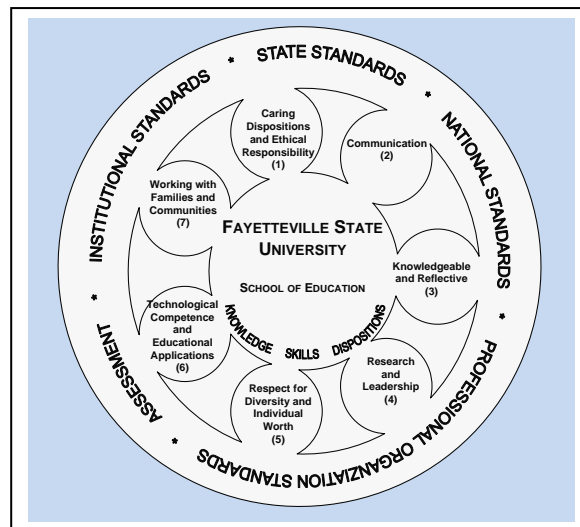 STATE STANDARDS
*
NATIONAL STANDARDS
*
PROFESSIONAL ORGANZIATION STANDARDS
*
ASSESSMENT
*
INSTITUTIONAL STANDARDS
*
Caring
Dispositions
and Ethical
Responsibility
(1)
Communication
(2)
Knowledgeable
and Reflective
(3)
Research
and
Leadership
(4)
Respect for
Diversity and
Individual
Worth
(5)
Technological
Competence
and
Educational
Applications
(6)
Working with
Families and
Communities
(7)
FAYETTEVILLE STATE
UNIVERSITY
SCHOOL OF EDUCATION
KNOWLEDGE SKILLS DISPOSITIONS